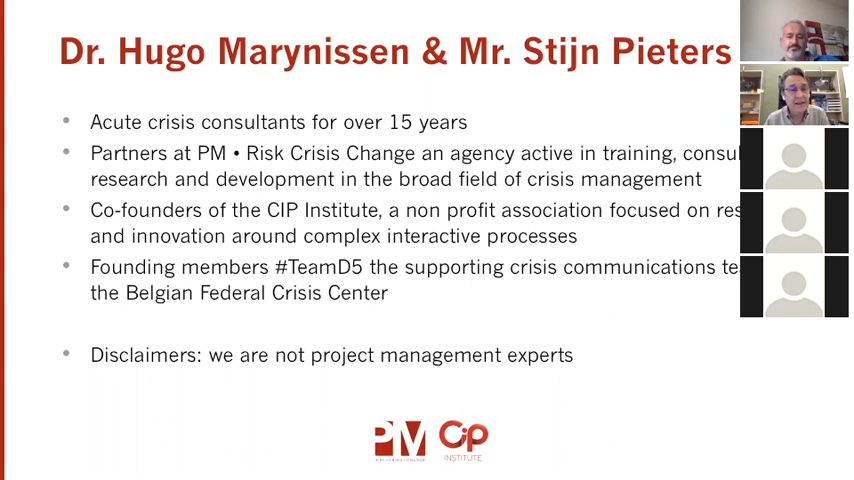 Dr. Hugo Marynissen & Mr. Stijn Pieters
• Acute crisis consultants for over 15 years
• Partners at PM • Risk Crisis Change an agency active in training,
research and development in the broad field of crisis management
• Co-founders of the CIP Institute, a non profit association focused on
and innovation around complex interactive processes
• Founding members #TeamD5 the supporting crisis communications
the Belgian Federal Crisis Center
• Disclaimers: we are not project management experts
PM
CIP
INSTITUTE